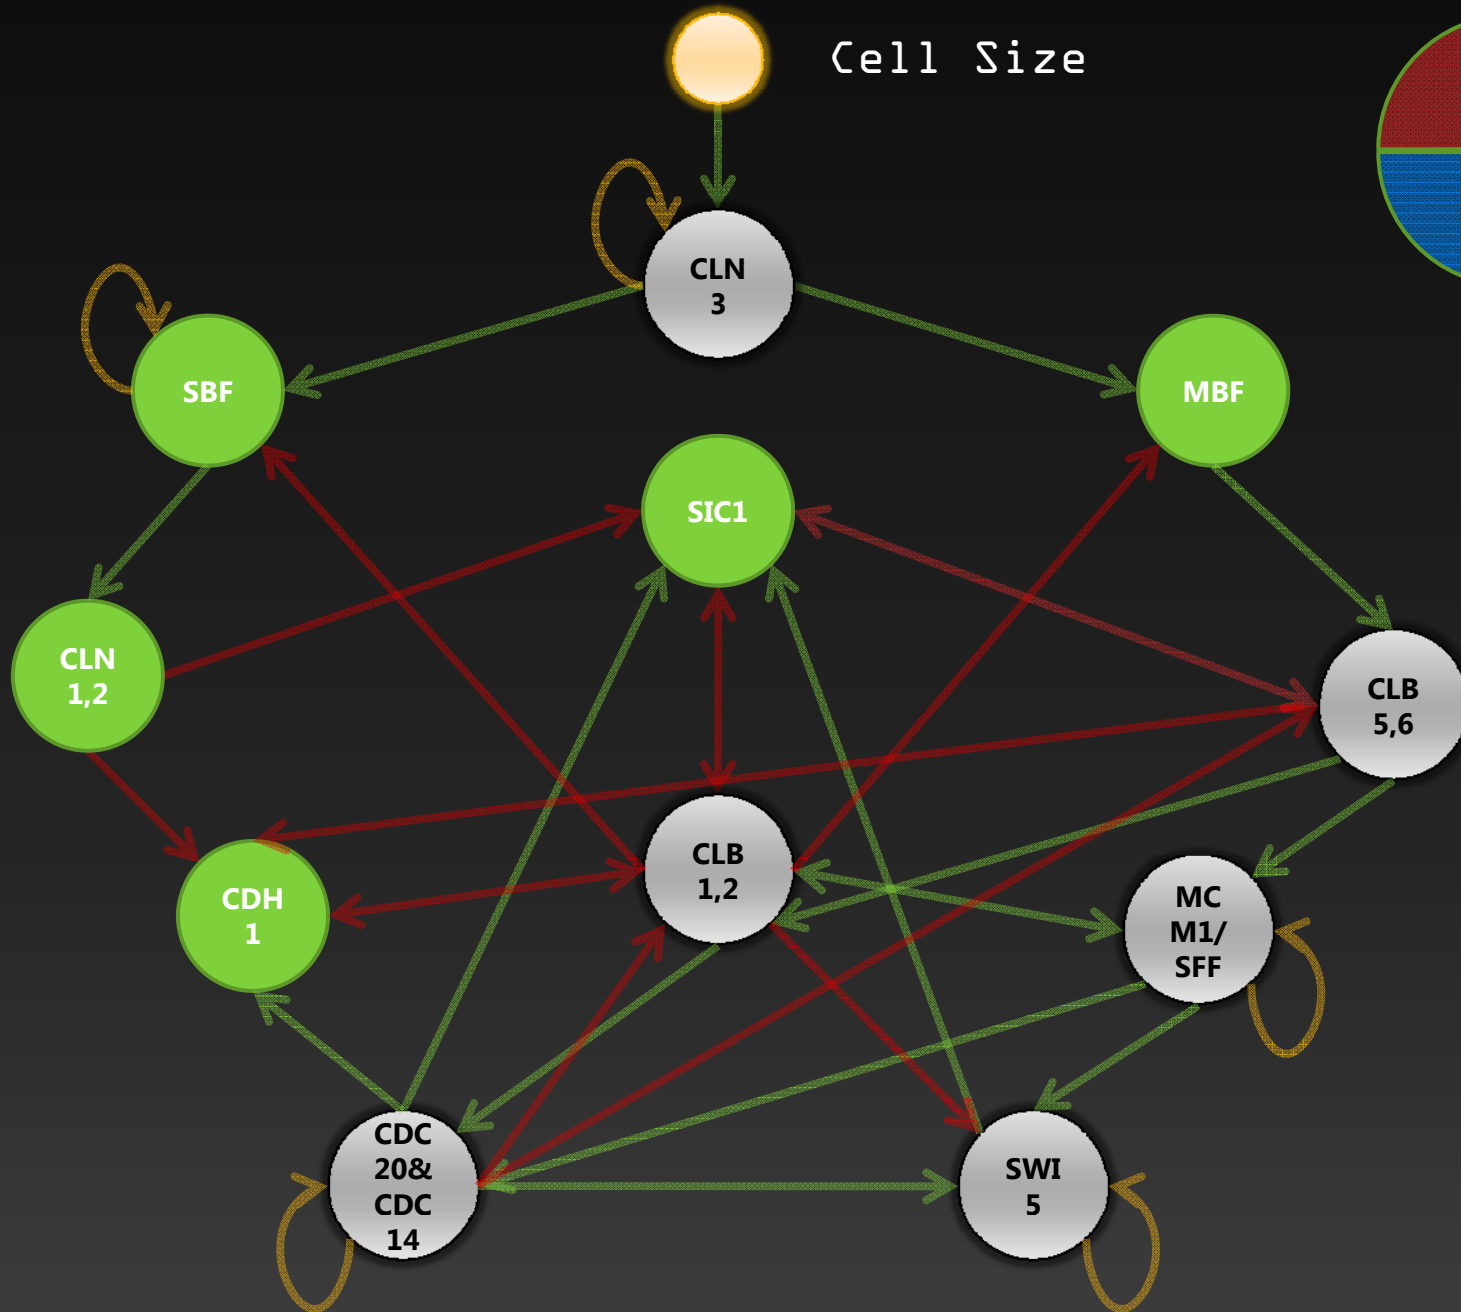 Cell Size
CLN
3
SBF
MBF
SIC1
CLN
1,2
CLB
5,6
CLB
1,2
CDH
1
MC
M1/
SFF
CDC
20&
CDC
14
SWI
5